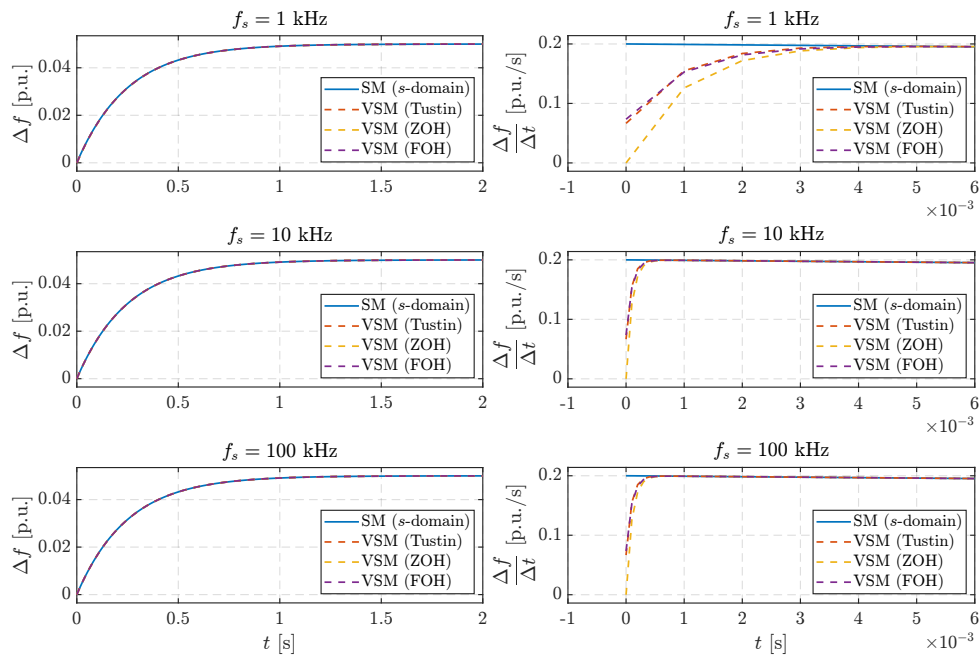 f_s = 1 kHz
Δf [p.u.]
0.04
0
SM (s-domain)
VSM (Tustin)
VSM (ZOH)
VSM (FOH)
0 0.5 1 1.5 2
f_s = 1 kHz
Δf/Δt [p.u./s]
0.2
0.1
0
SM (s-domain)
VSM (Tustin)
VSM (ZOH)
VSM (FOH)
-1 0 1 2 3 4 5 6
×10⁻³
f_s = 10 kHz
Δf [p.u.]
0.04
0
SM (s-domain)
VSM (Tustin)
VSM (ZOH)
VSM (FOH)
0 0.5 1 1.5 2
f_s = 10 kHz
Δf/Δt [p.u./s]
0.2
0.1
0
SM (s-domain)
VSM (Tustin)
VSM (ZOH)
VSM (FOH)
-1 0 1 2 3 4 5 6
×10⁻³
f_s = 100 kHz
Δf [p.u.]
0.04
0
SM (s-domain)
VSM (Tustin)
VSM (ZOH)
VSM (FOH)
0 0.5 1 1.5 2
t [s]
f_s = 100 kHz
Δf/Δt [p.u./s]
0.2
0.1
0
SM (s-domain)
VSM (Tustin)
VSM (ZOH)
VSM (FOH)
-1 0 1 2 3 4 5 6
t [s]
×10⁻³